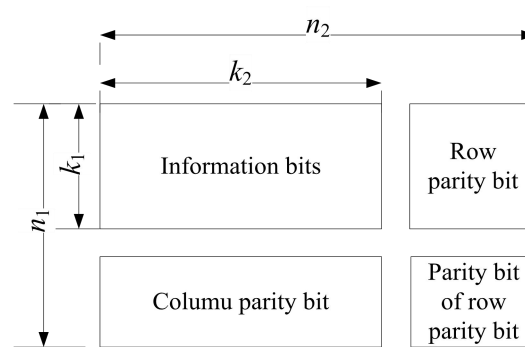 n2
k2
k1
n1
Information bits
Row
parity bit
Columu parity bit
Parity bit
of row
parity bit